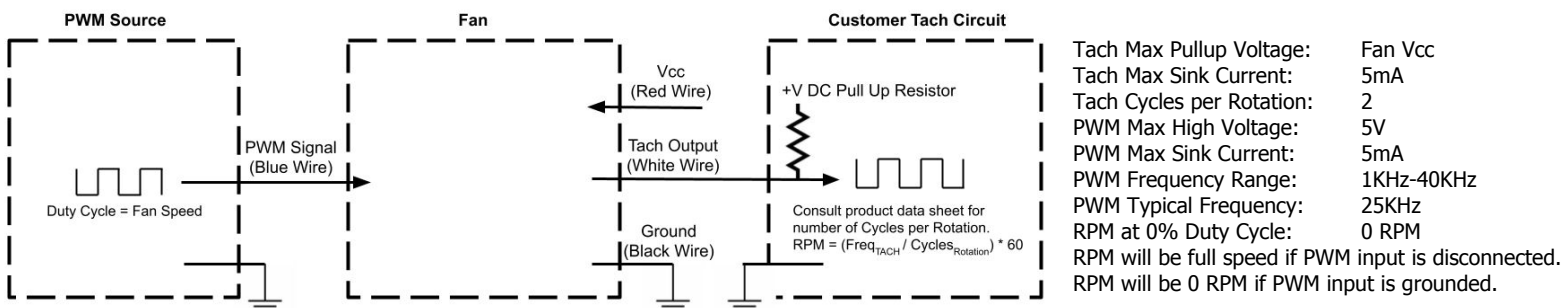 PWM Source
Fan
Customer Tach Circuit
PWM Signal
(Blue Wire)
Duty Cycle = Fan Speed
Vcc
(Red Wire)
Tach Output
(White Wire)
Ground
(Black Wire)
+V DC Pull Up Resistor
Consult product data sheet for
number of Cycles per Rotation.
RPM = (Freq_TACH / Cycles_Rotation) * 60
Tach Max Pullup Voltage: Fan Vcc
Tach Max Sink Current: 5mA
Tach Cycles per Rotation: 2
PWM Max High Voltage: 5V
PWM Max Sink Current: 5mA
PWM Frequency Range: 1KHz-40KHz
PWM Typical Frequency: 25KHz
RPM at 0% Duty Cycle: 0 RPM
RPM will be full speed if PWM input is disconnected.
RPM will be 0 RPM if PWM input is grounded.